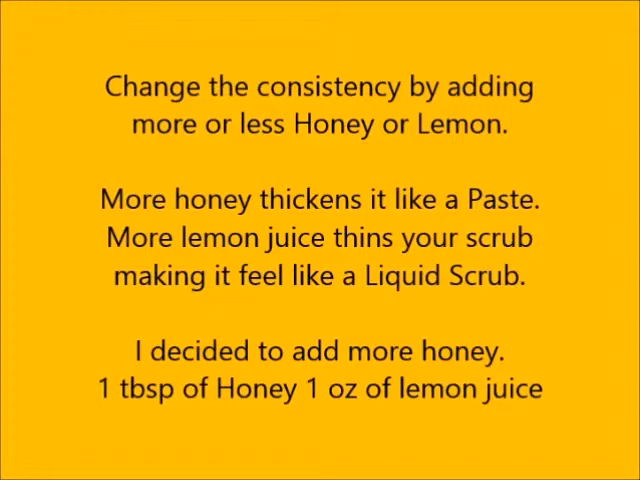 Change the consistency by adding
more or less Honey or Lemon.
More honey thickens it like a Paste.
More lemon juice thins your scrub
making it feel like a Liquid Scrub.
I decided to add more honey.
1 tbsp of Honey 1 oz of lemon juice